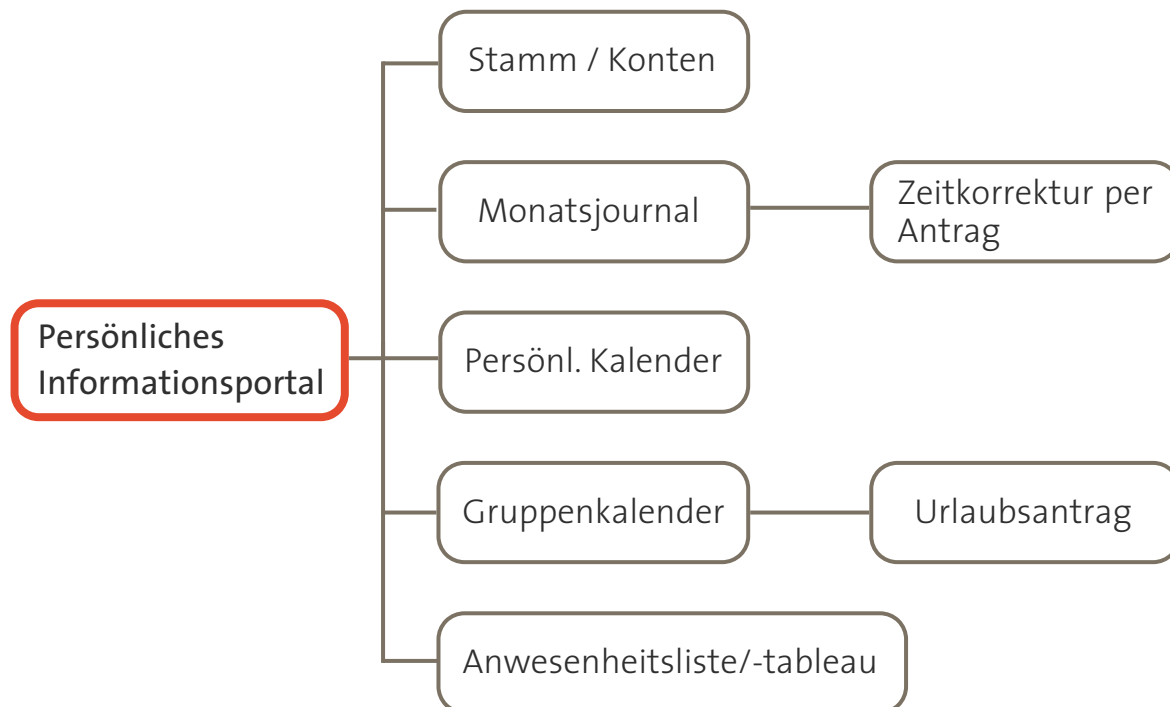 Stamm / Konten
Monatsjournal
Zeitkorrektur per
Antrag
Persönliches
Informationsportal
Persönl. Kalender
Gruppenkalender
Urlaubsantrag
Anwesenheitsliste/-tableau